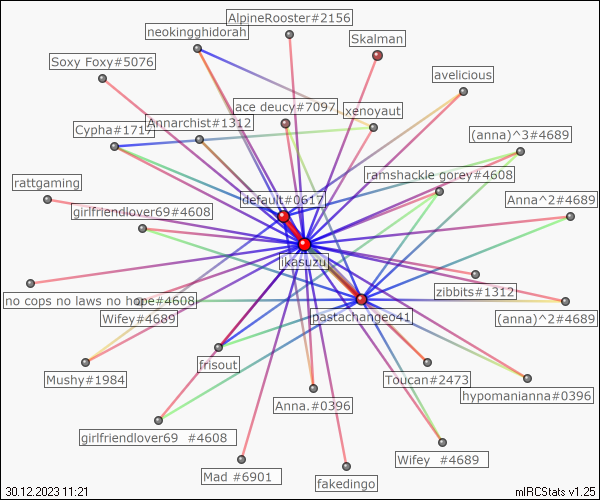 AlpineRooster#2156
neokingghidorah
Skalman
Soxy Foxy#5076
avelicious
ace deucy#7097
xenoyaut
Annarchist#1312
Cypha#1717
(anna)^3#4689
ramshackle gorey#4608
rattgaming
default#0617
Anna^2#4689
girlfriendlover69#4608
ikasuzu
zibbits#1312
no cops no laws no hope#4608
Wifey#4689
pastachangeo41
(anna)^2#4689
frisout
Mushy#1984
Toucan#2473
hypomanianna#0396
Anna.#0396
girlfriendlover69 #4608
Wifey #4689
Mad #6901
fakedingo
30.12.2023 11:21
mIRCStats v1.25